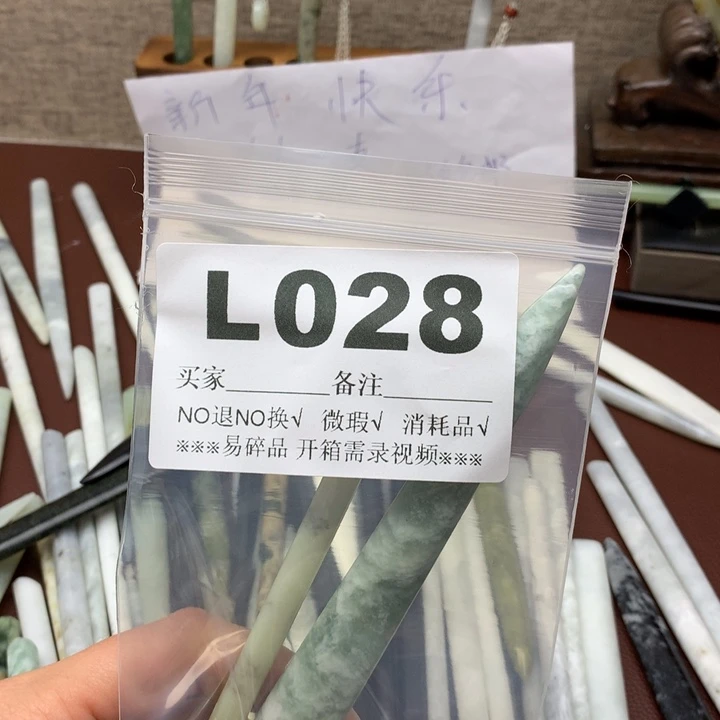 新年快乐
L028
买家________备注________
NO退NO换√ 微瑕√ 消耗品√
※※※易碎品 开箱需录视频※※※